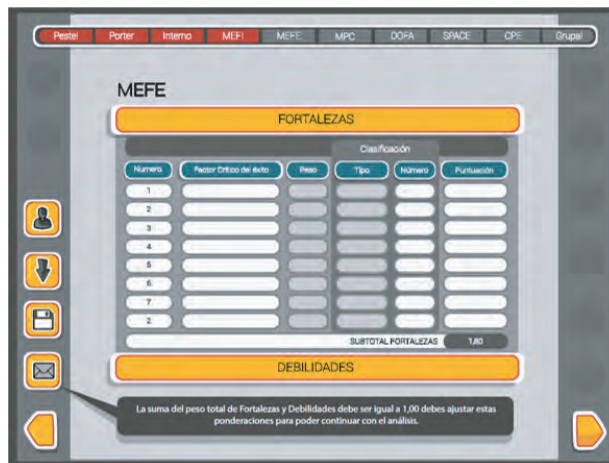 Pestel Porter Interno MEFI MEFE MPC DOFA SPACE CPE Grupal
MEFE
FORTALEZAS
Clasificación
Numero Factor Crítico del éxito Peso Tipo Número Puntuación
1
2
3
4
5
6
7
2
SUBTOTAL FORTALEZAS 1,80
DEBILIDADES
La suma del peso total de Fortalezas y Debilidades debe ser igual a 1,00 debes ajustar estas
ponderaciones para poder continuar con el análisis.